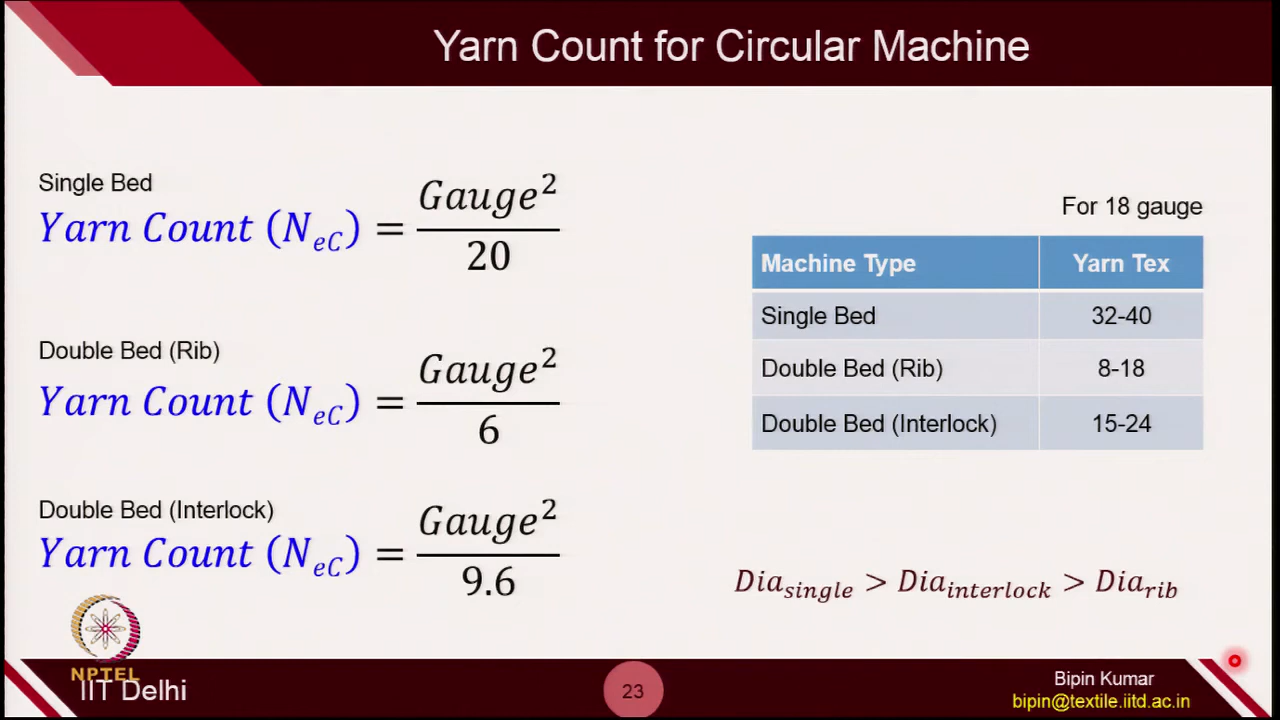 Yarn Count for Circular Machine
Single Bed
Yarn Count (N_eC) = Gauge² / 20
Double Bed (Rib)
Yarn Count (N_eC) = Gauge² / 6
Double Bed (Interlock)
Yarn Count (N_eC) = Gauge² / 9.6
For 18 gauge
Machine Type Yarn Tex
Single Bed 32-40
Double Bed (Rib) 8-18
Double Bed (Interlock) 15-24
Dia_single > Dia_interlock > Dia_rib
NPTEL
IIT Delhi
23
Bipin Kumar
bipin@textile.iitd.ac.in